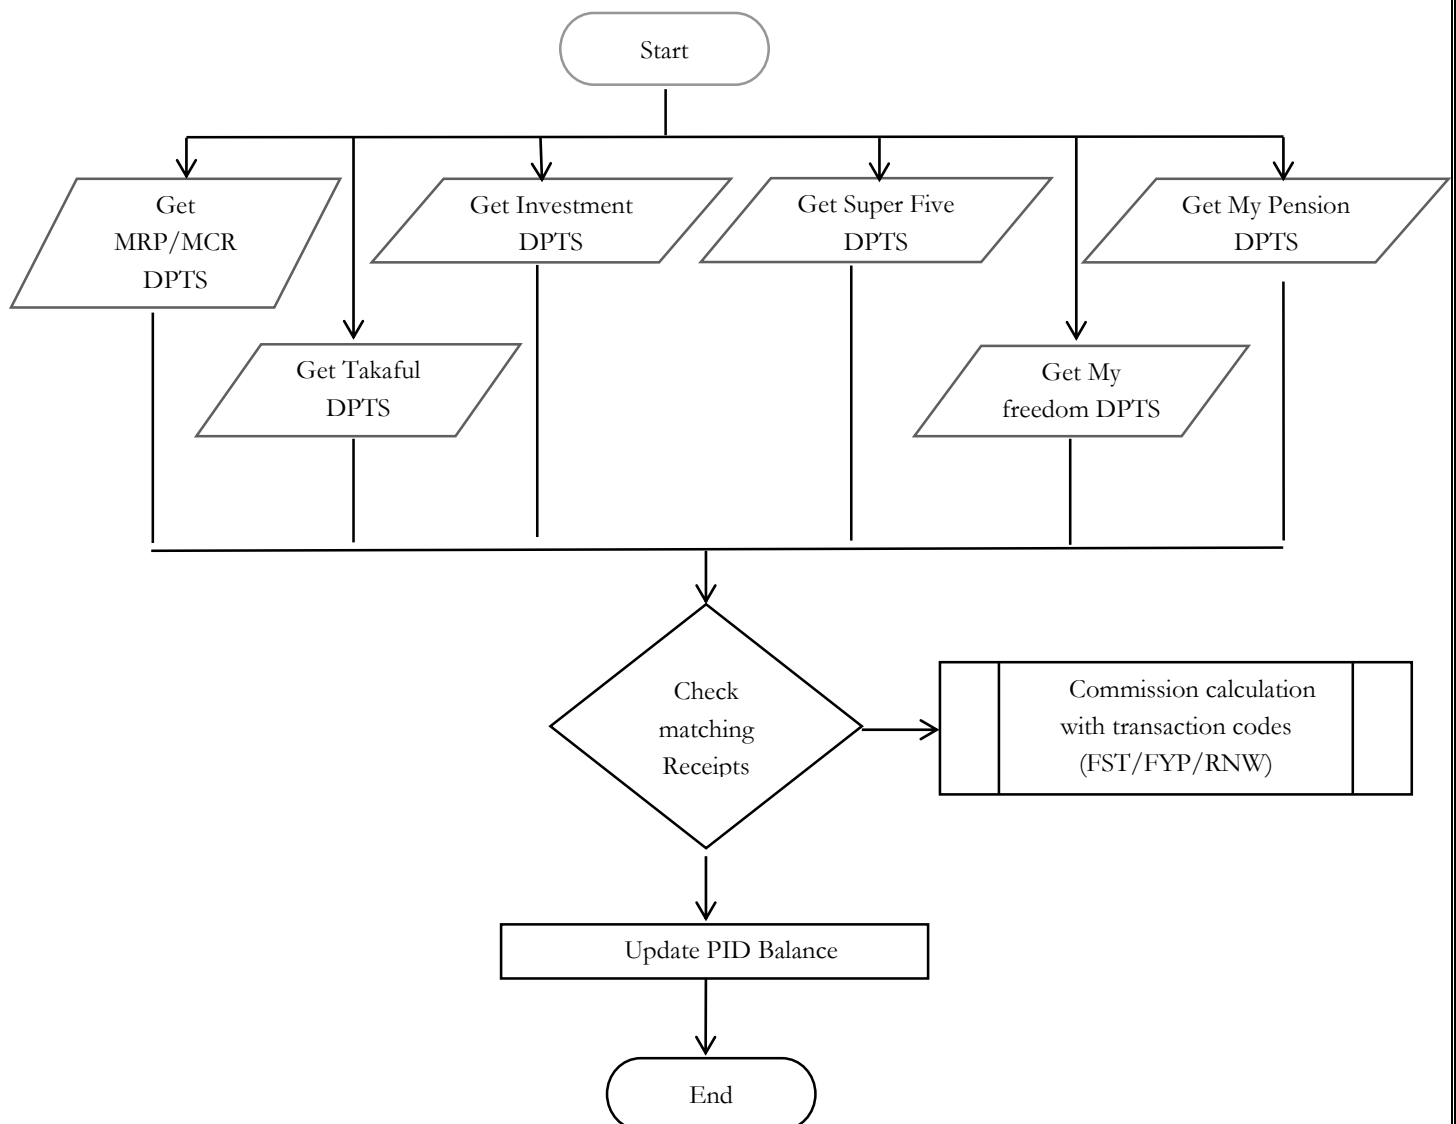 Start
Get
MRP/MCR
DPTS
Get Investment
DPTS
Get Super Five
DPTS
Get My Pension
DPTS
Get Takaful
DPTS
Get My
freedom DPTS
Check
matching
Receipts
Commission calculation
with transaction codes
(FST/FYP/RNW)
Update PID Balance
End